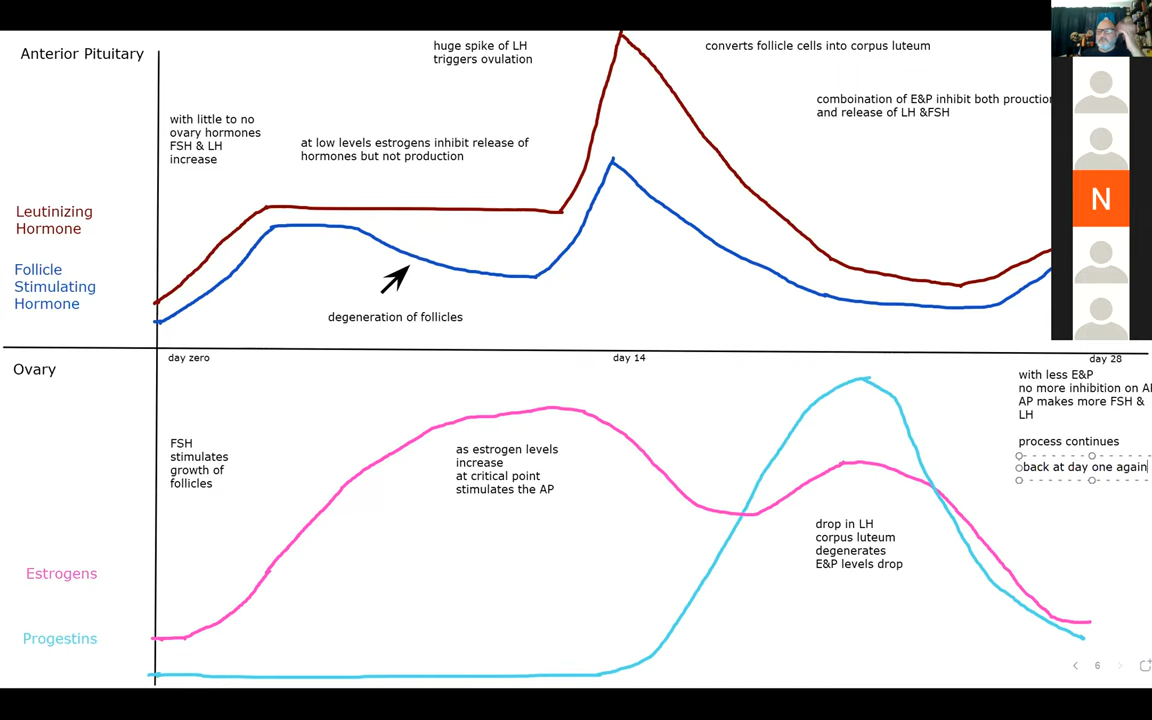 Anterior Pituitary
huge spike of LH
triggers ovulation
converts follicle cells into corpus luteum
comboination of E&P inhibit both prouction
and release of LH &FSH
with little to no
ovary hormones
FSH & LH
increase
at low levels estrogens inhibit release of
hormones but not production
Leutinizing
Hormone
Follicle
Stimulating
Hormone
N
degeneration of follicles
day zero
day 14
day 28
Ovary
with less E&P
no more inhibition on A
AP makes more FSH &
LH
process continues
back at day one again
FSH
stimulates
growth of
follicles
as estrogen levels
increase
at critical point
stimulates the AP
drop in LH
corpus luteum
degenerates
E&P levels drop
Estrogens
Progestins
6